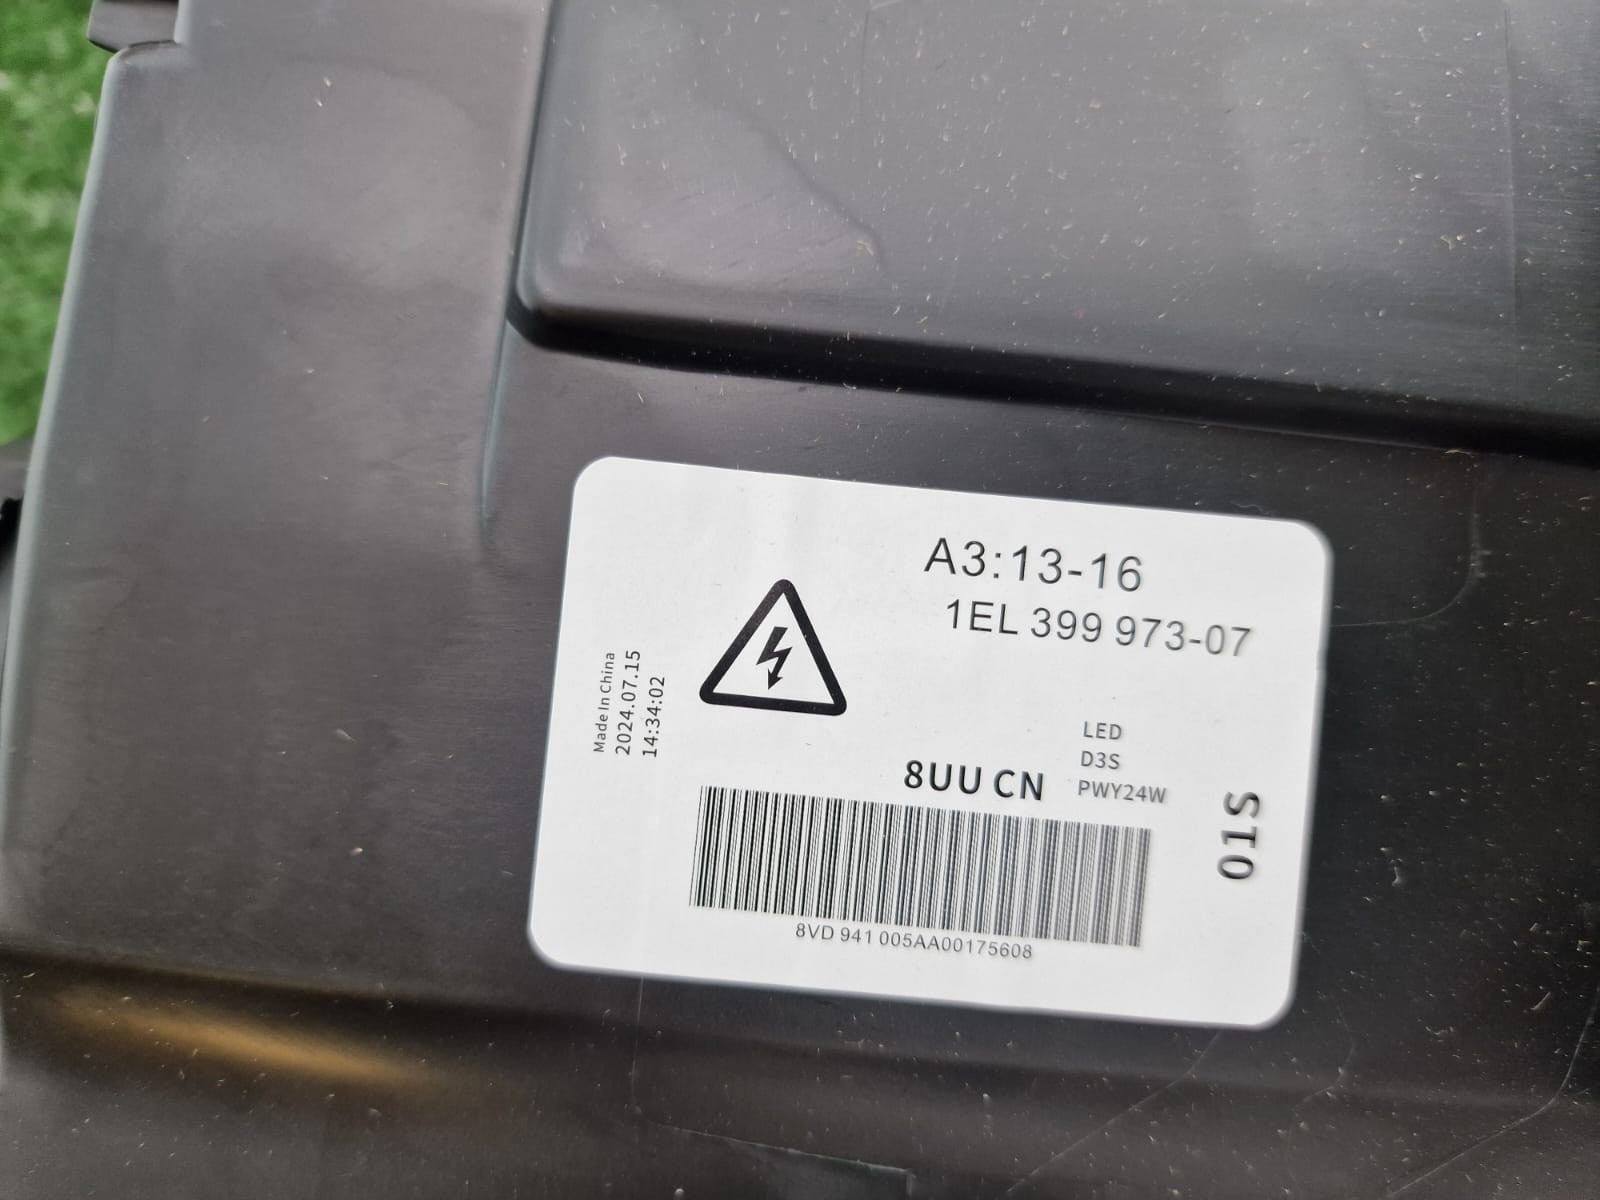 A3:13-16
1EL 399 973-07
Made In China
2024.07.15
14:34:02
LED
D3S
PWY24W
8UU CN
01S
8VD 941 005AA00175608